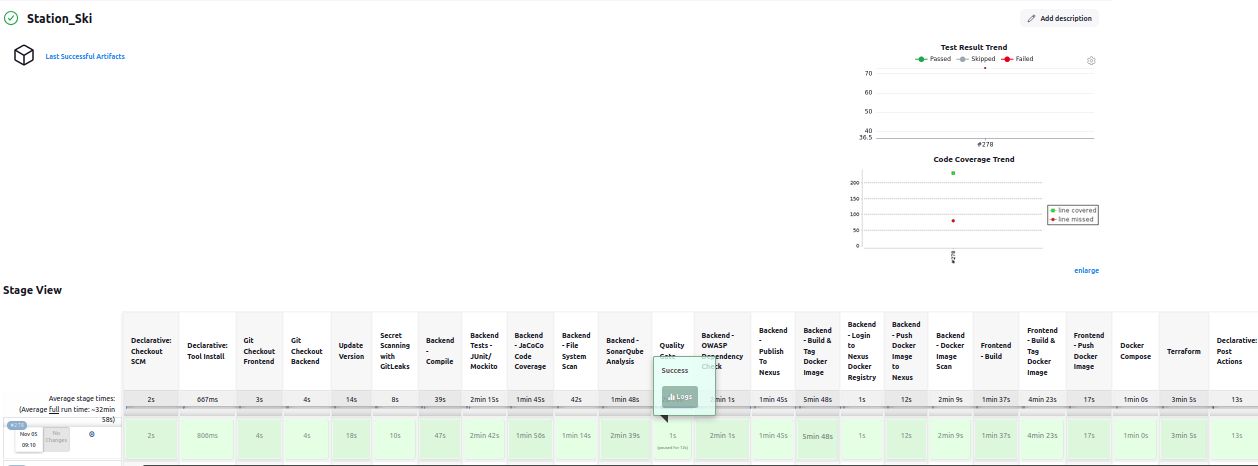 Station_Ski
Add description
Last Successful Artifacts
Test Result Trend
Passed Skipped Failed
70
60
50
40
36.5
#278
Code Coverage Trend
200
150
100
50
0
line covered
line missed
#278
enlarge
Stage View
Declarative: Checkout SCM
Declarative: Tool Install
Git Checkout Frontend
Git Checkout Backend
Update Version
Secret Scanning with GitLeaks
Backend - Compile
Backend Tests - JUnit/ Mockito
Backend - JaCoCo Code Coverage
Backend - File System Scan
Backend - SonarQube Analysis
Quality
Backend - OWASP Dependency Check
Backend - Publish To Nexus
Backend - Build & Tag Docker Image
Backend - Login to Nexus Docker Registry
Backend - Push Docker Image to Nexus
Backend - Docker Image Scan
Frontend - Build
Frontend - Build & Tag Docker Image
Frontend - Push Docker Image
Docker Compose
Terraform
Declarative: Post Actions
Success
Logs
Average stage times:
(Average full run time: ~32min 58s)
2s 667ms 3s 4s 14s 8s 39s 2min 15s 1min 45s 42s 1min 48s 2min 1s 1min 45s 5min 48s 1s 12s 2min 9s 1min 37s 4min 23s 17s 1min 0s 3min 5s 13s
#278
Nov 05
09:10
No Changes
2s 806ms 4s 4s 18s 10s 47s 2min 42s 1min 56s 1min 14s 2min 39s 1s 2min 1s 1min 45s 5min 48s 1s 12s 2min 9s 1min 37s 4min 23s 17s 1min 0s 3min 5s 13s